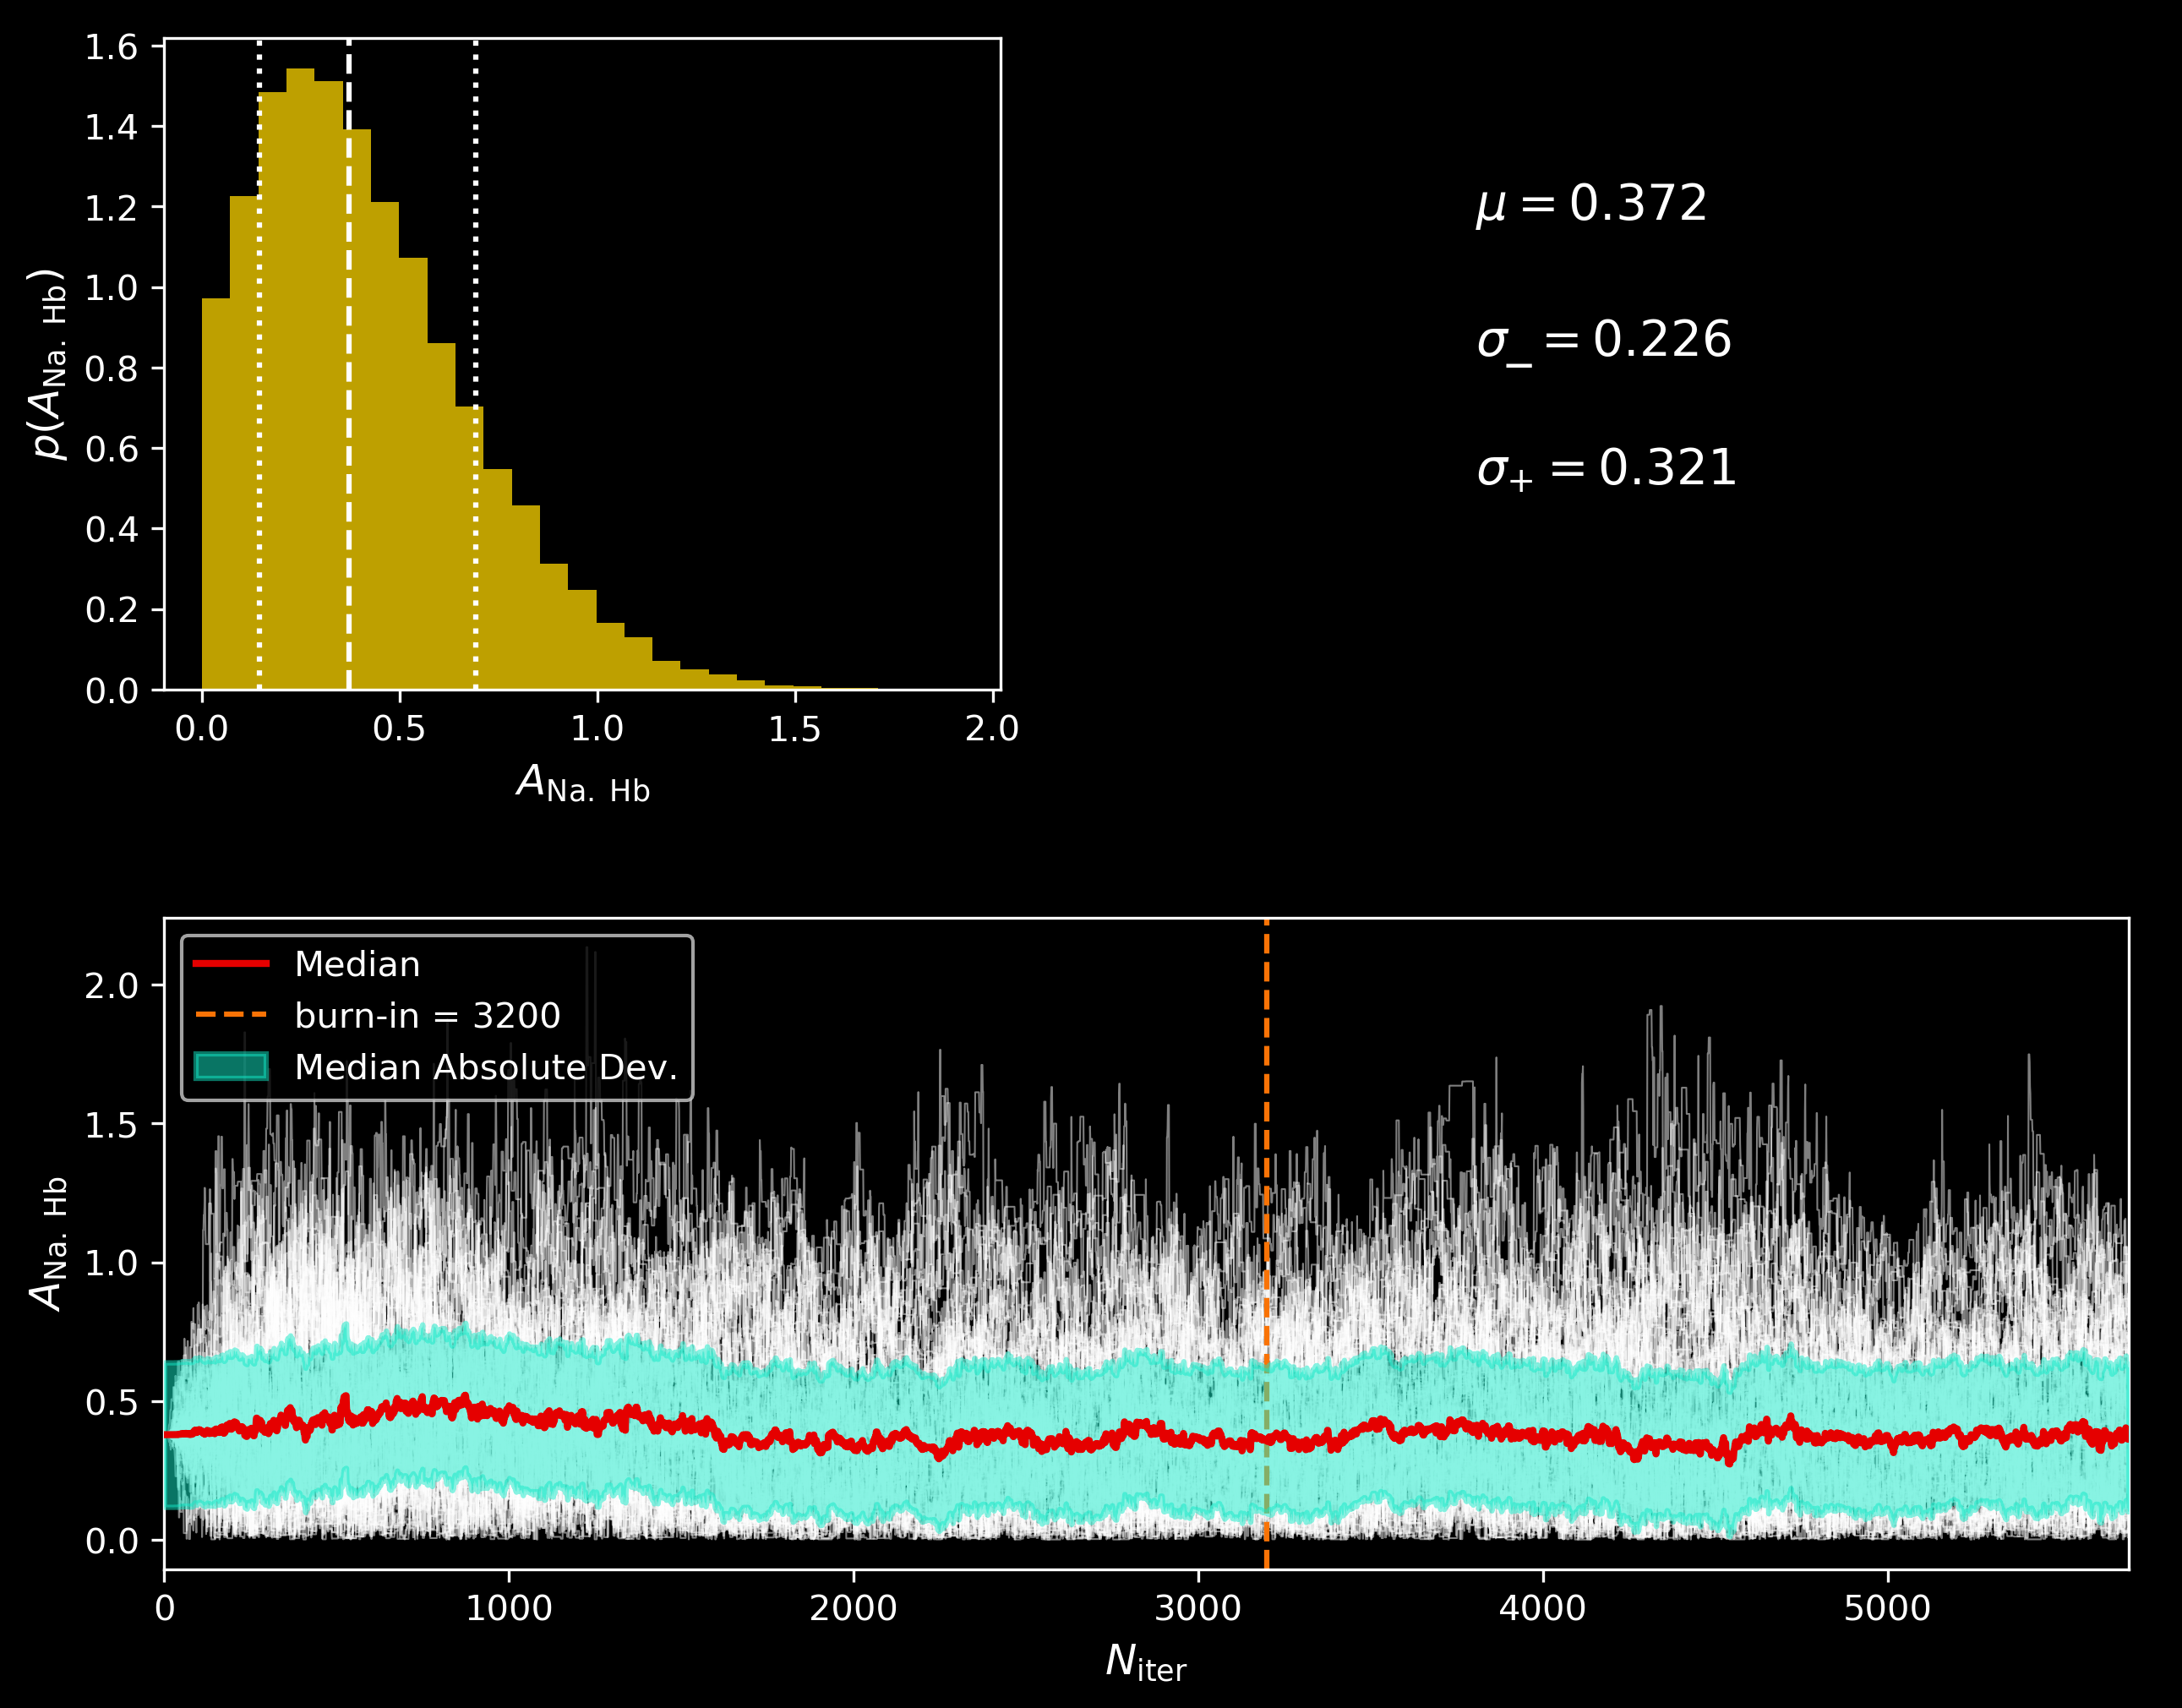 1.6
1.4
1.2
1.0
0.8
0.6
0.4
0.2
0.0
p(A_Na. Hb)
0.0 0.5 1.0 1.5 2.0
A_Na. Hb
μ = 0.372
σ_− = 0.226
σ_+ = 0.321
Median
burn-in = 3200
Median Absolute Dev.
2.0
1.5
1.0
0.5
0.0
A_Na. Hb
0 1000 2000 3000 4000 5000
N_iter